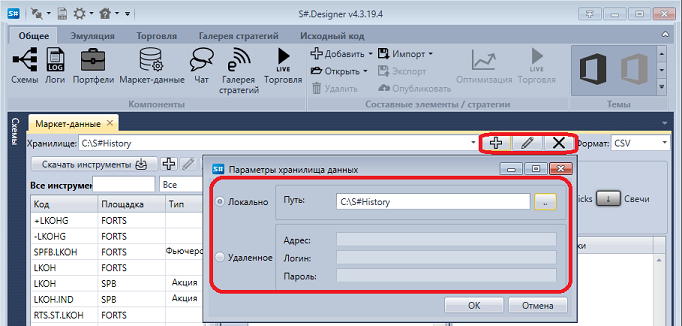 S# S#.Designer v4.3.19.4
Общее Эмуляция Торговля Галерея стратегий Исходный код
Схемы Логи Портфели Маркет-данные Чат Галерея стратегий LIVE Торговля
LOG
Добавить Импорт
Открыть Экспорт
Удалить Опубликовать
Оптимизация LIVE Торговля
Компоненты Составные элементы / стратегии Темы
Схемы
Маркет-данные
Хранилище: C:\S#History Формат: CSV
Скачать инструменты
Все инструмен Все
Код Площадка Тип
+LKOHG FORTS
-LKOHG FORTS
SPFB.LKOH FORTS Фьючерс
LKOH FORTS
LKOH SPB Акция
LKOH.IND SPB Акция
RTS.ST.LKOH FORTS
icks Свечи
ки
S# Параметры хранилища данных
Локально Путь: C:\S#History ..
Адрес:
Удаленное Логин:
Пароль:
OK Отмена